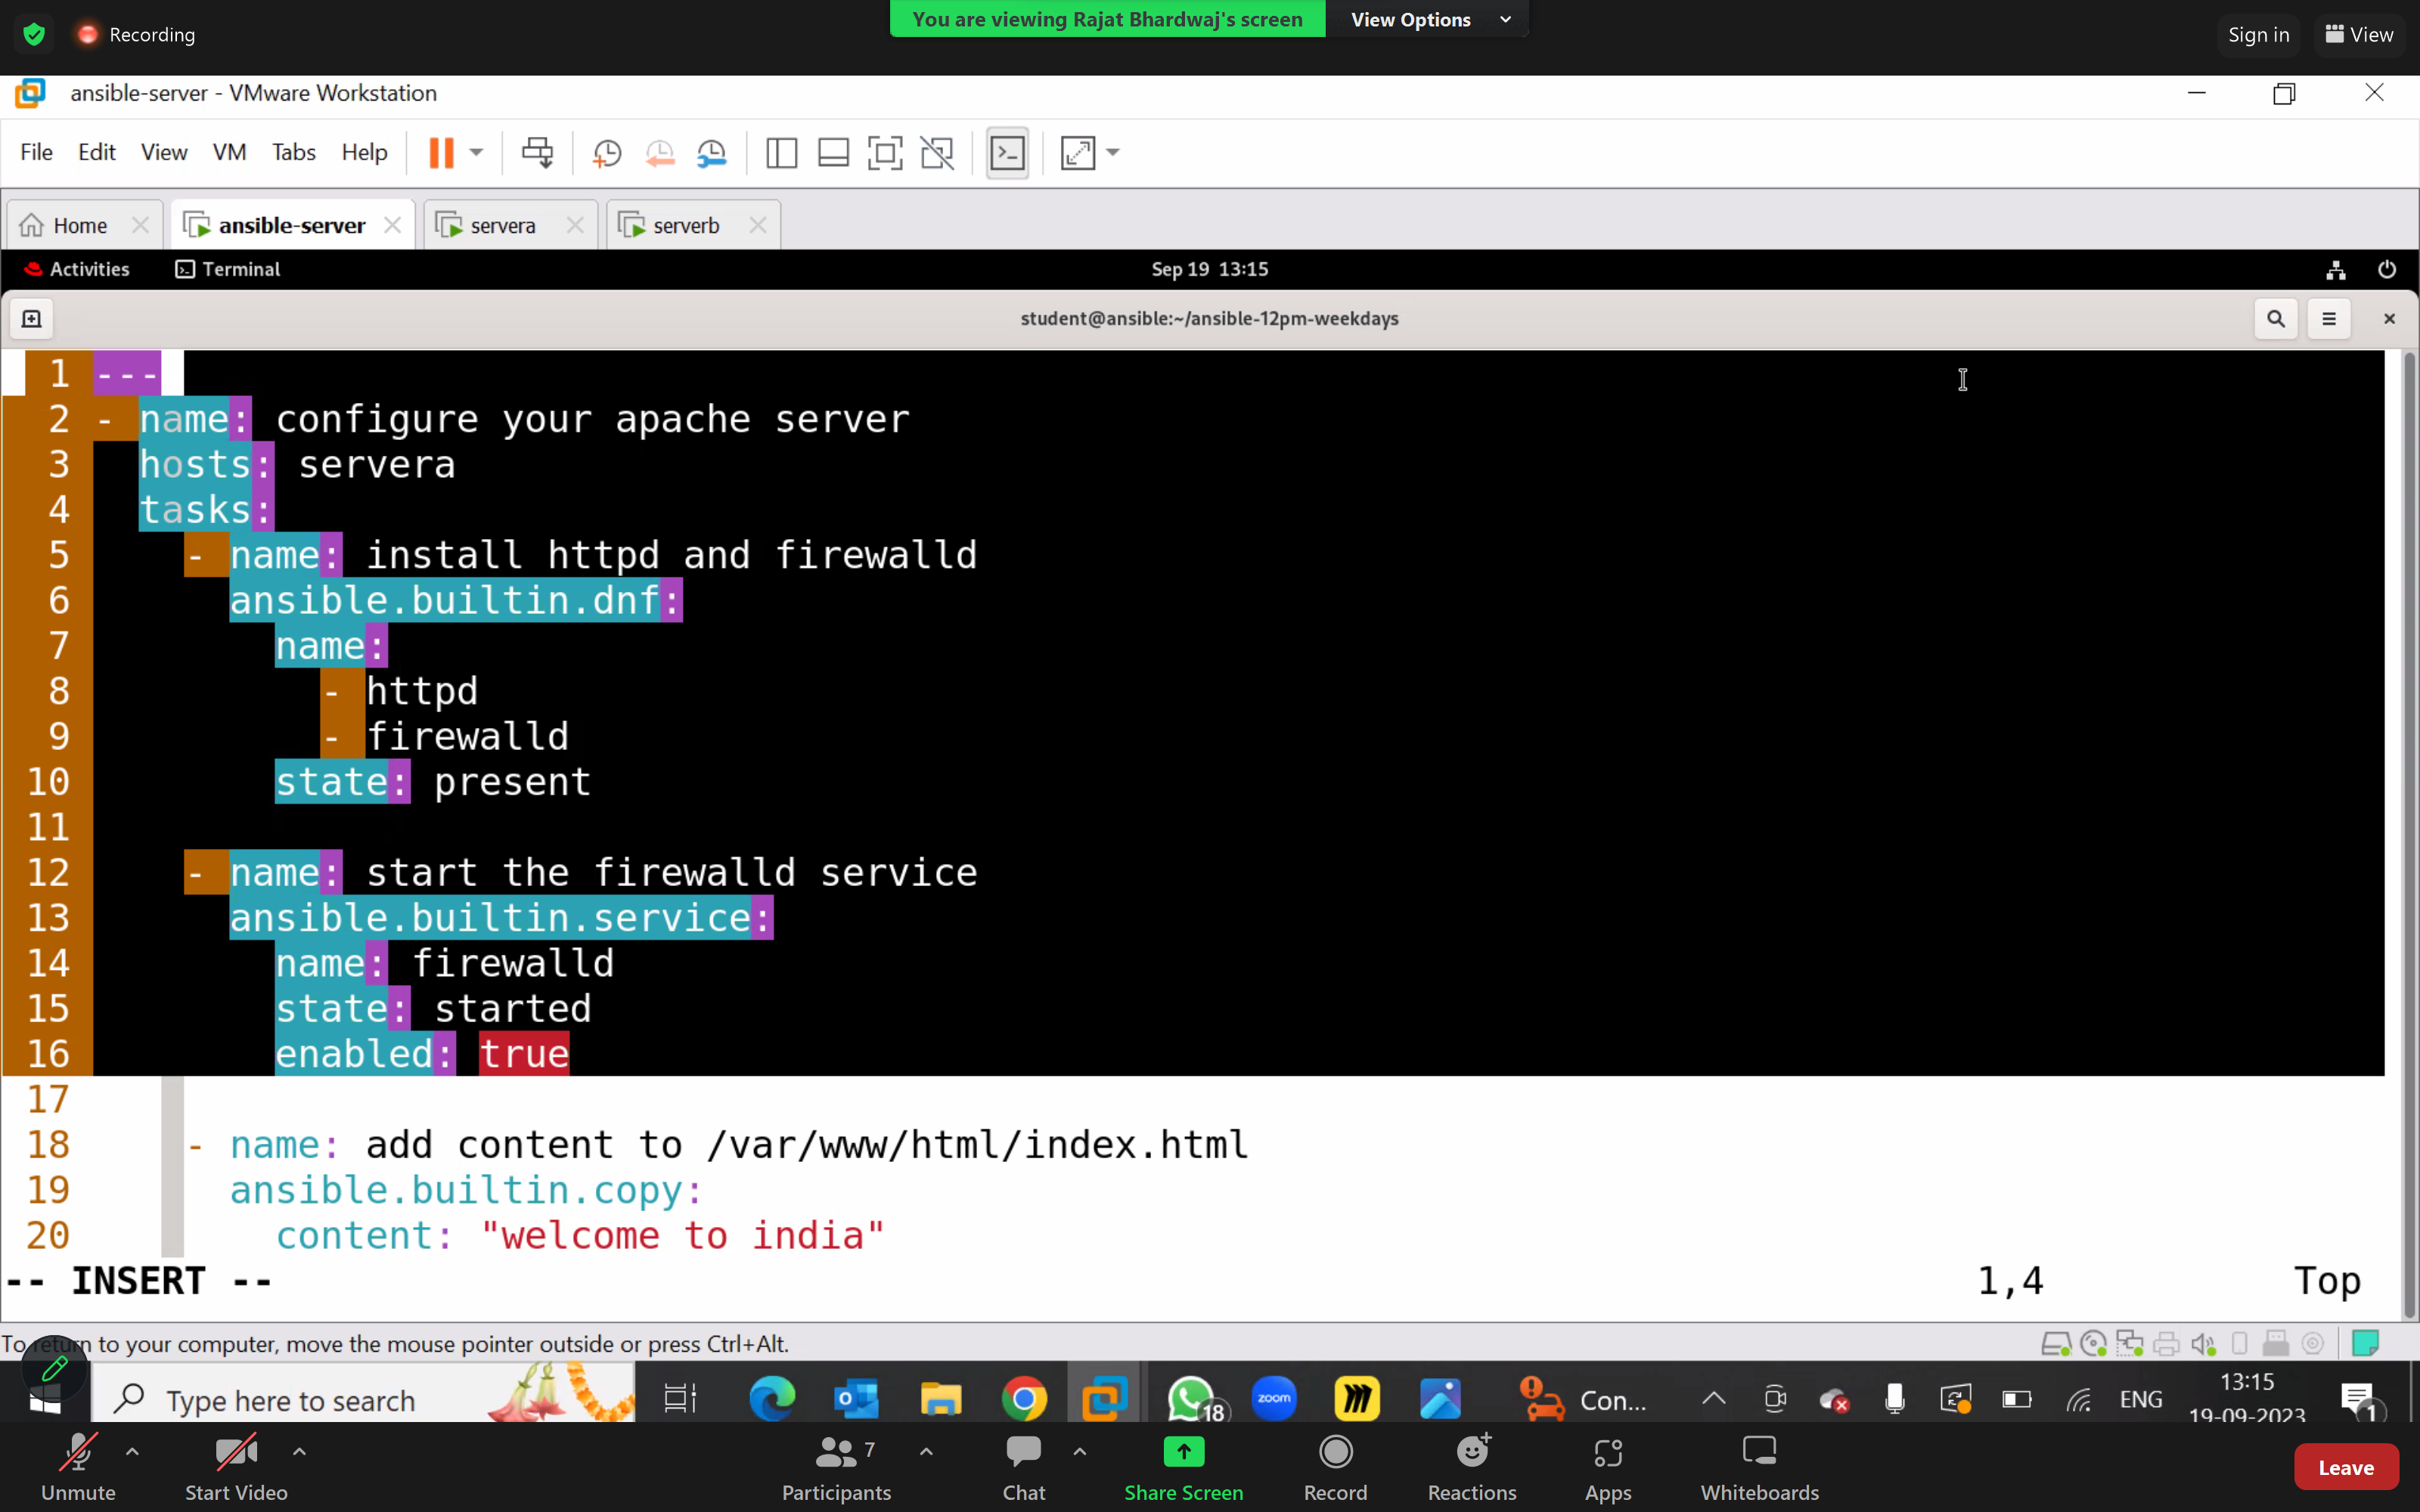 Recording
You are viewing Rajat Bhardwaj's screen
View Options
Sign in
View
ansible-server - VMware Workstation
File Edit View VM Tabs Help
Home ansible-server servera serverb
Activities Terminal Sep 19 13:15
student@ansible:~/ansible-12pm-weekdays
1 ---
2 - name: configure your apache server
3 hosts: servera
4 tasks:
5 - name: install httpd and firewalld
6 ansible.builtin.dnf:
7 name:
8 - httpd
9 - firewalld
10 state: present
11
12 - name: start the firewalld service
13 ansible.builtin.service:
14 name: firewalld
15 state: started
16 enabled: true
17
18 - name: add content to /var/www/html/index.html
19 ansible.builtin.copy:
20 content: "welcome to india"
-- INSERT -- 1,4 Top
To return to your computer, move the mouse pointer outside or press Ctrl+Alt.
Type here to search
18
zoom
Con...
ENG
13:15
19-09-2023
1
Unmute
Start Video
7
Participants
Chat
Share Screen
Record
Reactions
Apps
Whiteboards
Leave